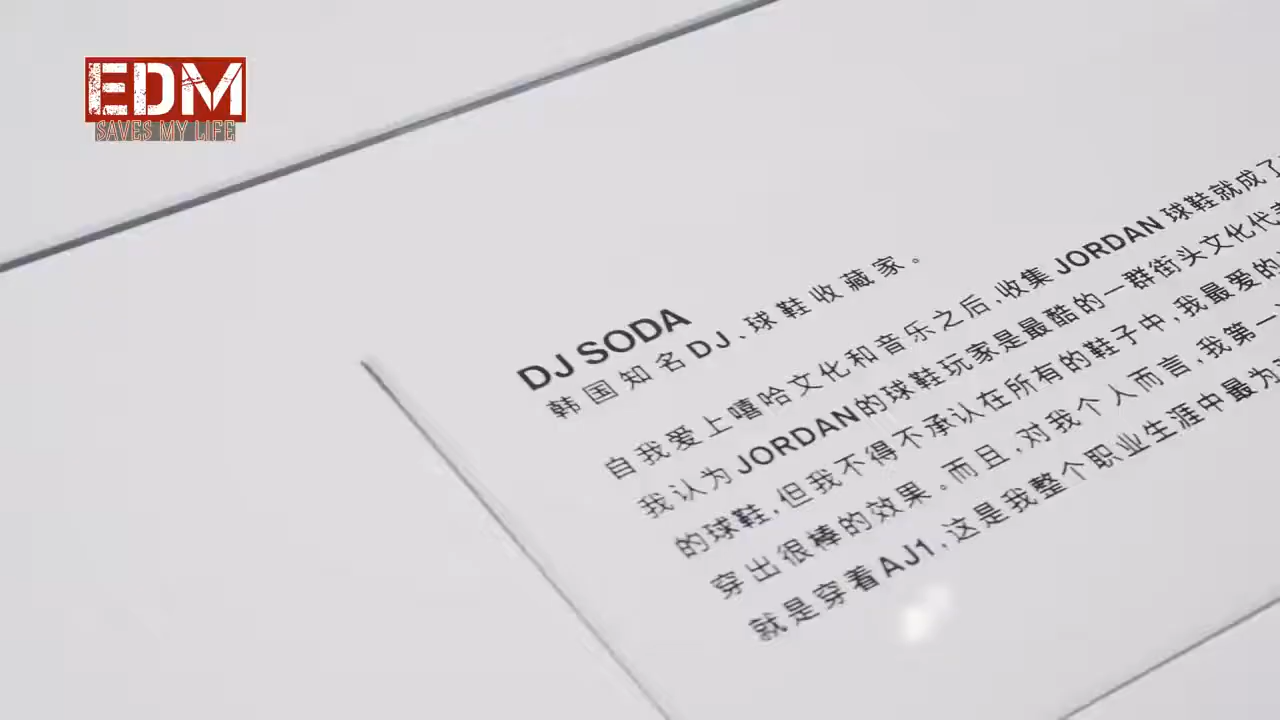 EDM
SAVES MY LIFE
DJ SODA
韩国知名DJ、球鞋收藏家。
自我爱上嘻哈文化和音乐之后,收集JORDAN球鞋就成了
我认为JORDAN的球鞋玩家是最酷的一群街头文化代表
的球鞋,但我不得不承认在所有的鞋子中,我最爱的
穿出很棒的效果。而且,对我个人而言,我第一
就是穿着AJ1,这是我整个职业生涯中最为